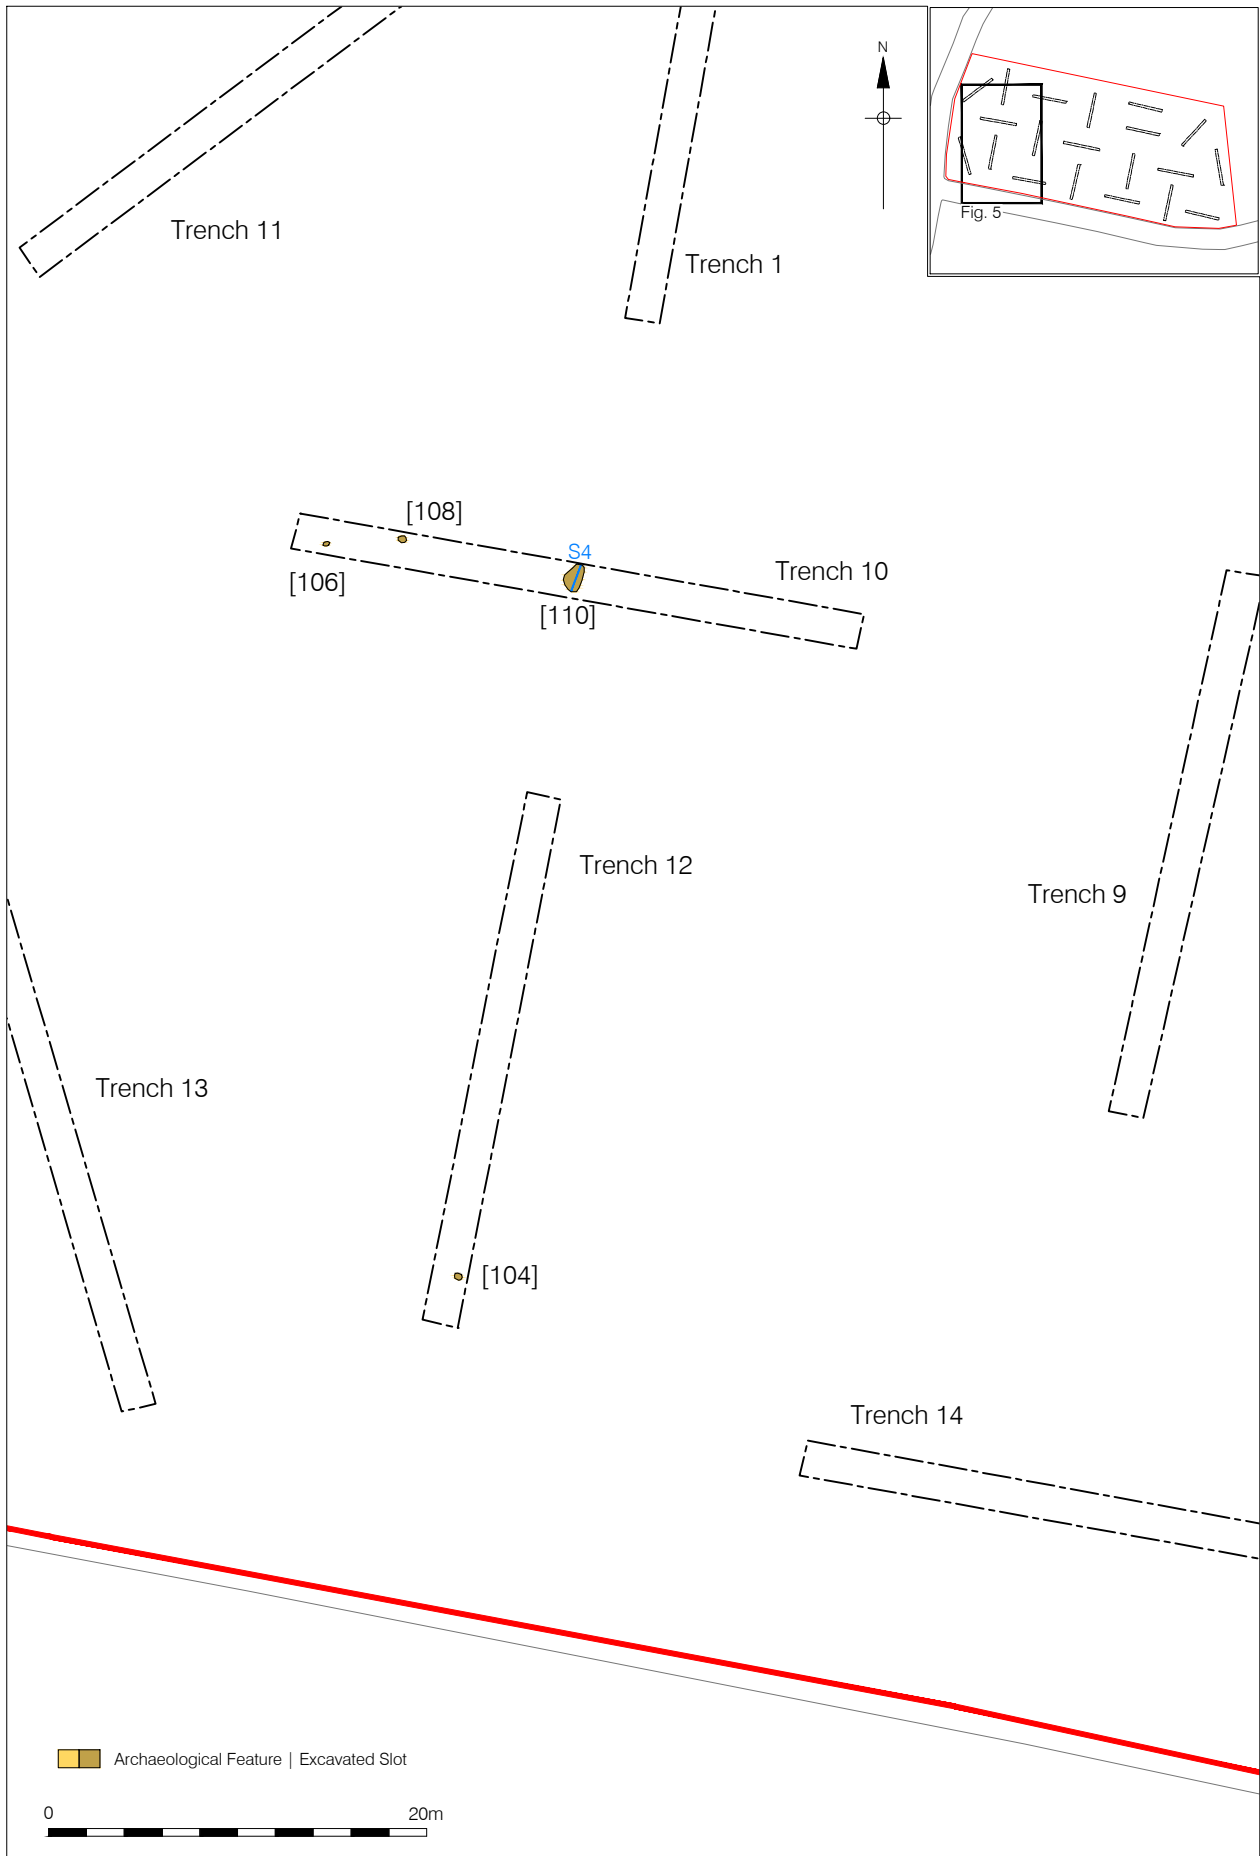 N
Fig. 5
Trench 11
Trench 1
[108]
S4
Trench 10
[106]
[110]
Trench 12
Trench 9
Trench 13
[104]
Trench 14
Archaeological Feature | Excavated Slot
0 20m